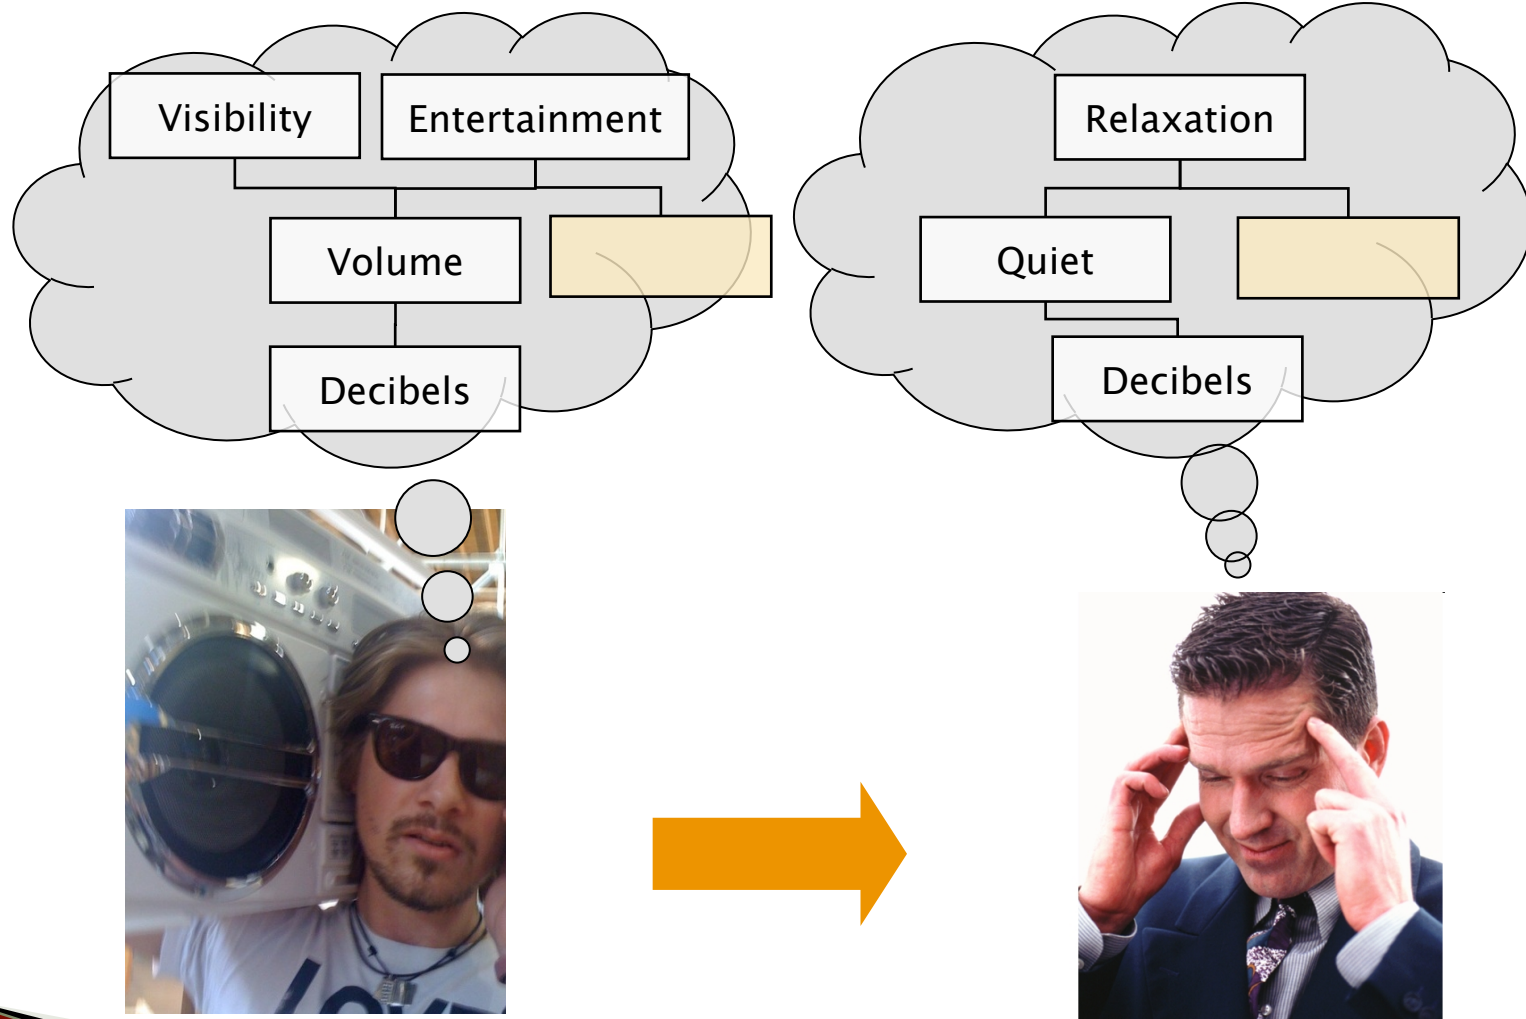 Visibility
Entertainment
Volume
Decibels
Relaxation
Quiet
Decibels